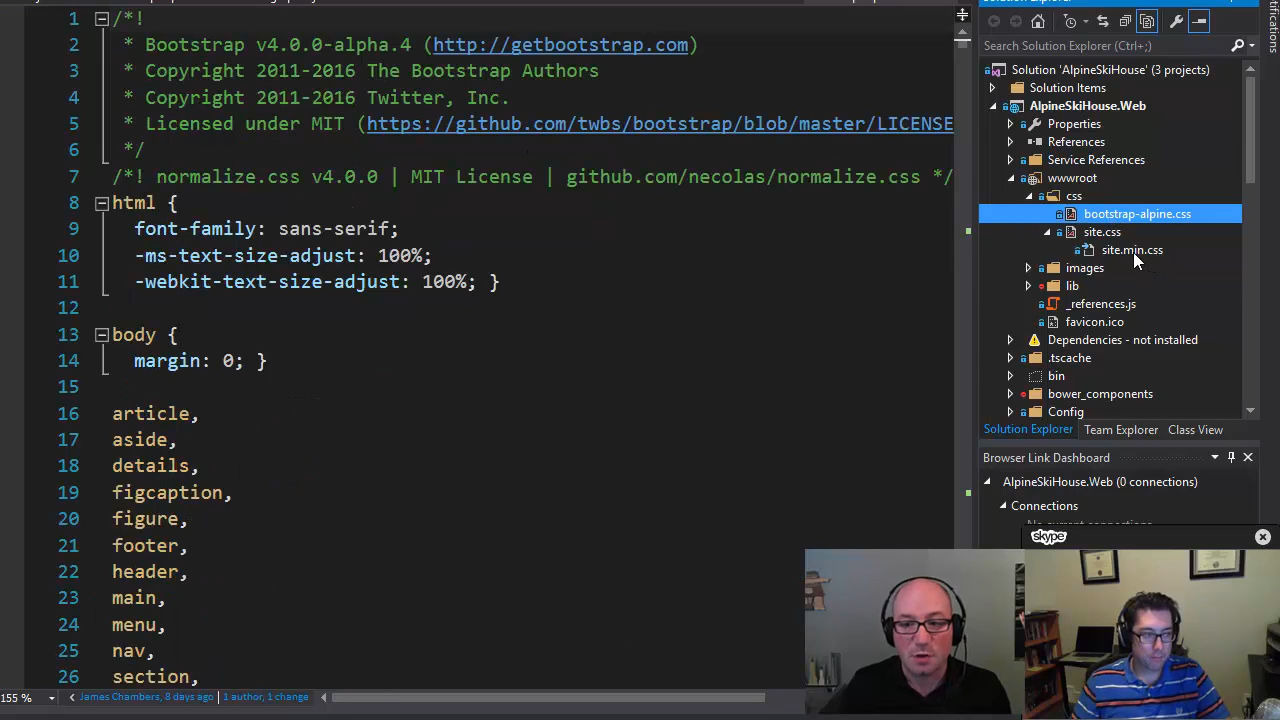 Solution Explorer
1 /*!
2 * Bootstrap v4.0.0-alpha.4 (http://getbootstrap.com)
3 * Copyright 2011-2016 The Bootstrap Authors
4 * Copyright 2011-2016 Twitter, Inc.
5 * Licensed under MIT (https://github.com/twbs/bootstrap/blob/master/LICENSE
6 */
7 /*! normalize.css v4.0.0 | MIT License | github.com/necolas/normalize.css */
8 html {
9 font-family: sans-serif;
10 -ms-text-size-adjust: 100%;
11 -webkit-text-size-adjust: 100%; }
12
13 body {
14 margin: 0; }
15
16 article,
17 aside,
18 details,
19 figcaption,
20 figure,
21 footer,
22 header,
23 main,
24 menu,
25 nav,
26 section,
155 %
James Chambers, 8 days ago | 1 author, 1 change
Search Solution Explorer (Ctrl+;)
Solution 'AlpineSkiHouse' (3 projects)
Solution Items
AlpineSkiHouse.Web
Properties
References
Service References
wwwroot
css
bootstrap-alpine.css
site.css
site.min.css
images
lib
_references.js
favicon.ico
Dependencies - not installed
.tscache
bin
bower_components
Config
Solution Explorer Team Explorer Class View
Browser Link Dashboard
AlpineSkiHouse.Web (0 connections)
Connections
No current connections
skype